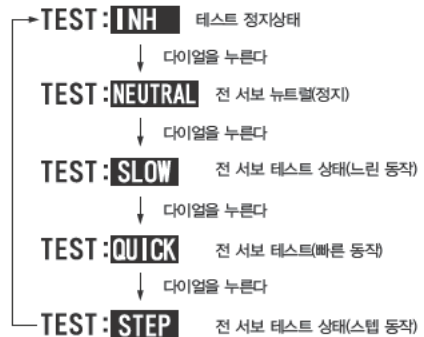 TEST:INH 테스트 정지상태
다이얼을 누른다
TEST:NEUTRAL 전 서보 뉴트럴(정지)
다이얼을 누른다
TEST:SLOW 전 서보 테스트 상태(느린 동작)
다이얼을 누른다
TEST:QUICK 전 서보 테스트(빠른 동작)
다이얼을 누른다
TEST:STEP 전 서보 테스트 상태(스텝 동작)